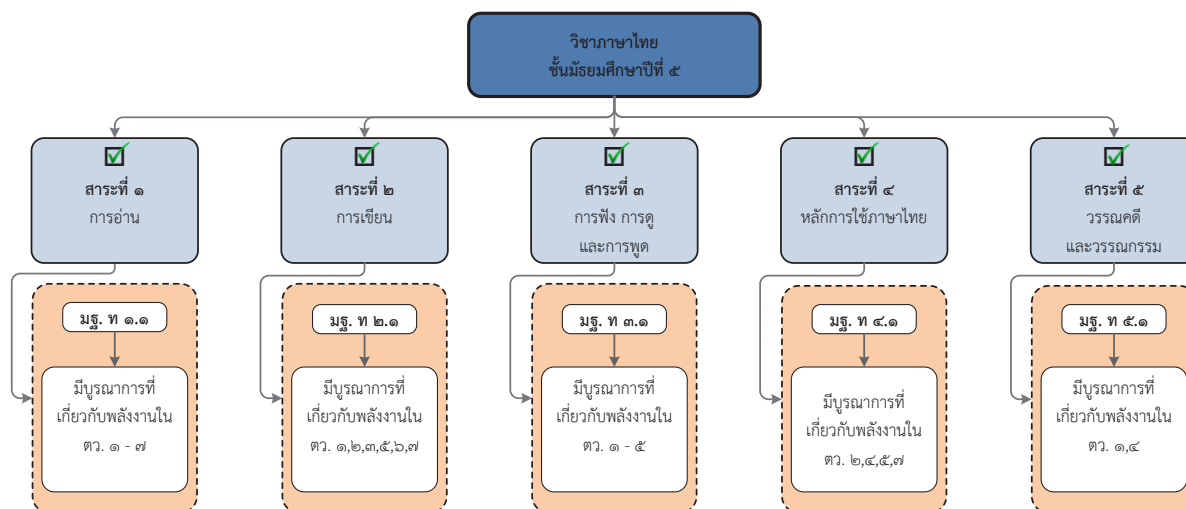 วิชาภาษาไทย
ชั้นมัธยมศึกษาปีที่ ๕
สาระที่ ๑
การอ่าน
สาระที่ ๒
การเขียน
สาระที่ ๓
การฟัง การดู
และการพูด
สาระที่ ๔
หลักการใช้ภาษาไทย
สาระที่ ๕
วรรณคดี
และวรรณกรรม
มฐ. ท ๑.๑
มีบูรณาการที่
เกี่ยวกับพลังงานใน
ตว. ๑ - ๗
มฐ. ท ๒.๑
มีบูรณาการที่
เกี่ยวกับพลังงานใน
ตว. ๑,๒,๓,๕,๖,๗
มฐ. ท ๓.๑
มีบูรณาการที่
เกี่ยวกับพลังงานใน
ตว. ๑ - ๕
มฐ. ท ๔.๑
มีบูรณาการที่
เกี่ยวกับพลังงานใน
ตว. ๒,๔,๕,๗
มฐ. ท ๕.๑
มีบูรณาการที่
เกี่ยวกับพลังงานใน
ตว. ๑,๔